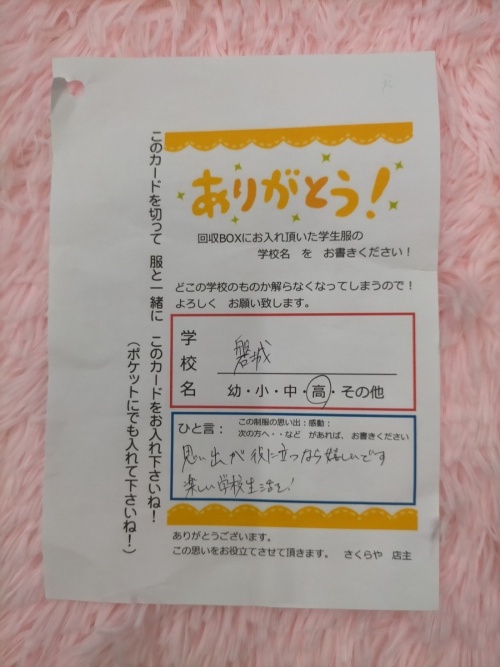 このカードを切って 服と一緒に このカードをお入れ下さいね！
（ポケットにでも入れて下さいね！）
ありがとう！
回収BOXにお入れ頂いた学生服の
学校名 を お書きください！
どこの学校のものか解らなくなってしまうので！
よろしく お願い致します。
学校名 磐城
幼・小・中・高・その他
ひと言： この制服の思い出：感動：
次の方へ・・など があれば、お書きください
思い出が役に立つなら嬉しいです
楽しい学校生活を！
ありがとうございます。
この思いをお役立てさせて頂きます。 さくらや 店主